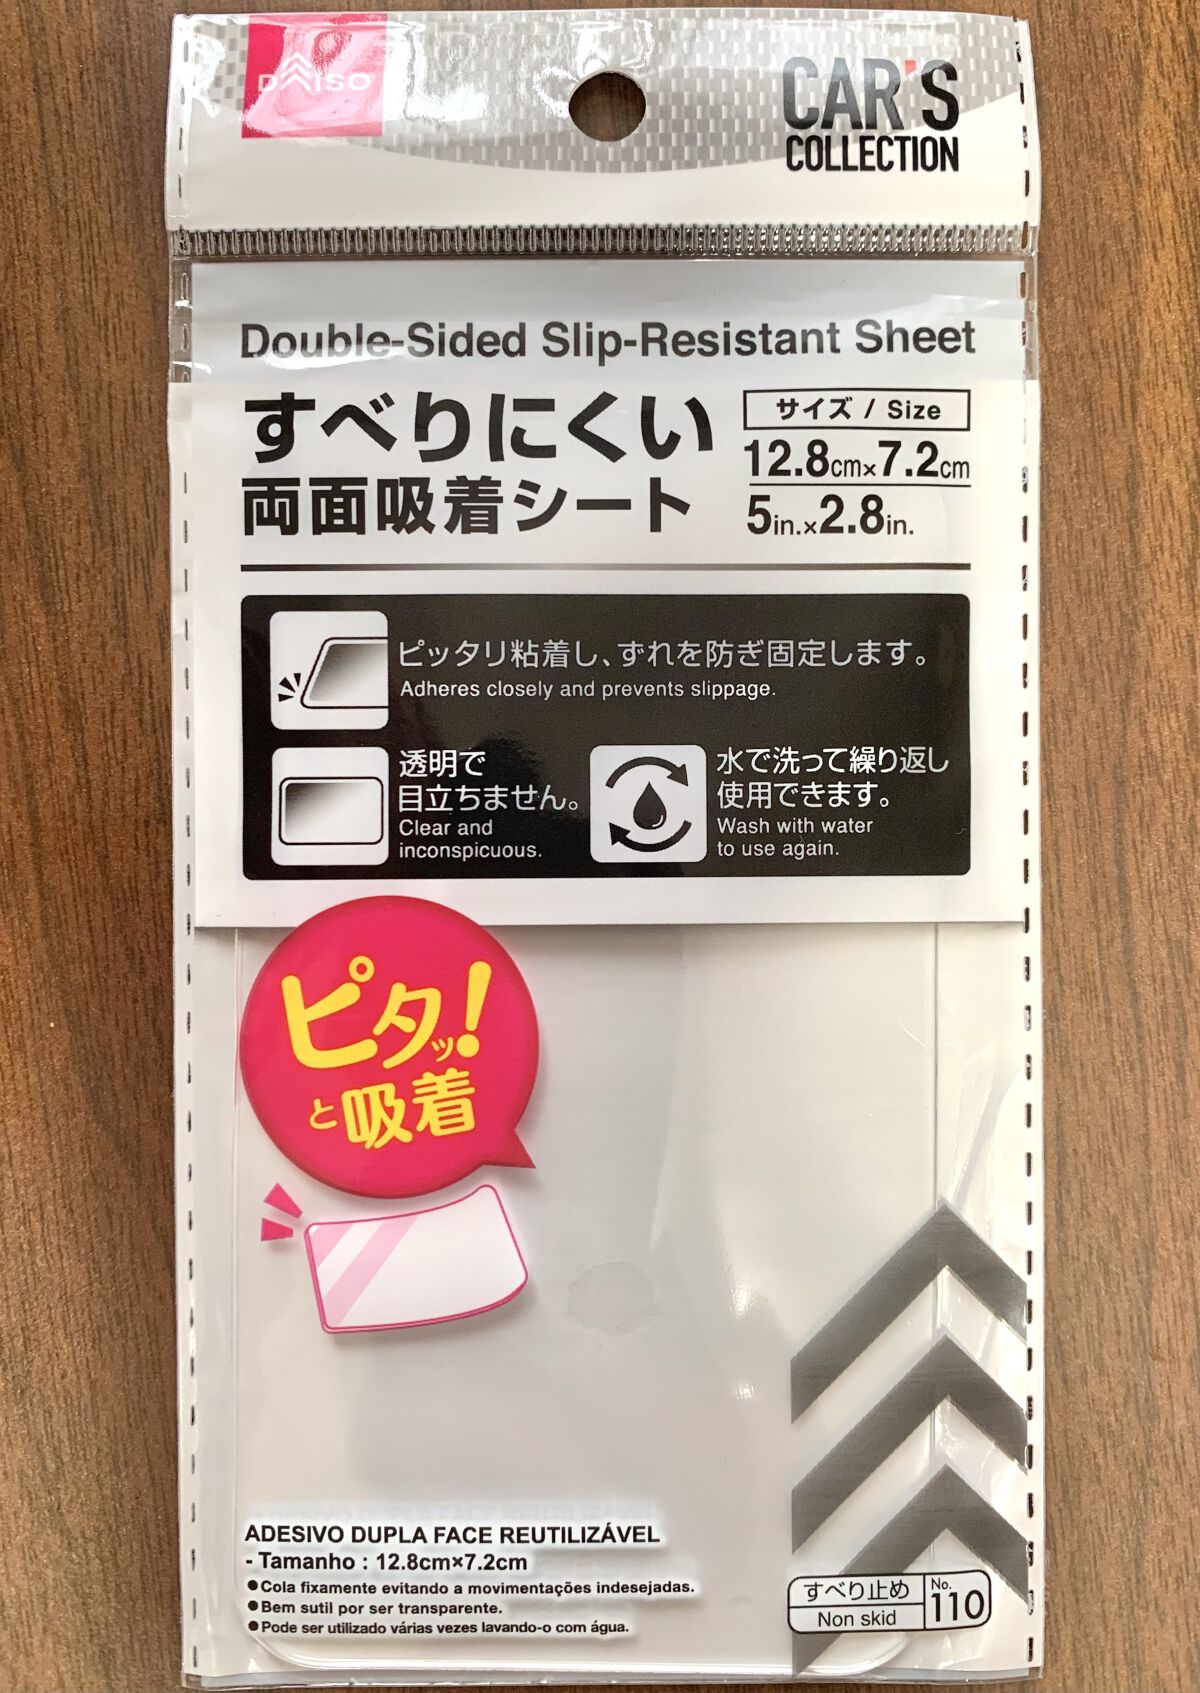 DAISO
CAR'S
COLLECTION
Double-Sided Slip-Resistant Sheet
すべりにくい
両面吸着シート
サイズ / Size
12.8cm×7.2cm
5in.×2.8in.
ピッタリ粘着し、ずれを防ぎ固定します。
Adheres closely and prevents slippage.
透明で
目立ちません。
Clear and
inconspicuous.
水で洗って繰り返し
使用できます。
Wash with water
to use again.
ピタッ!
と吸着
ADESIVO DUPLA FACE REUTILIZÁVEL
- Tamanho : 12.8cm×7.2cm
●Cola fixamente evitando a movimentações indesejadas.
●Bem sutil por ser transparente.
●Pode ser utilizado várias vezes lavando-o com água.
すべり止め
Non skid
No.
110